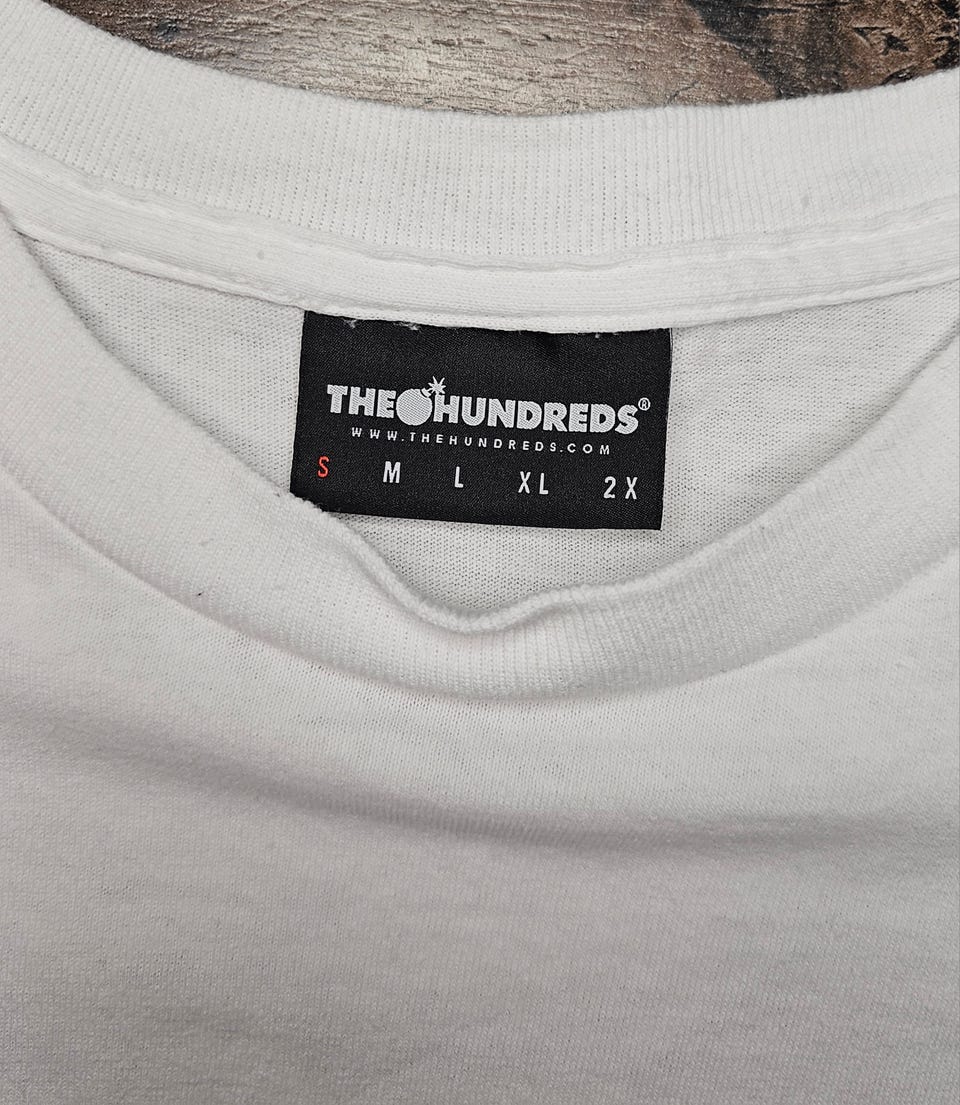 THE HUNDREDS®
WWW.THEHUNDREDS.COM
S M L XL 2X